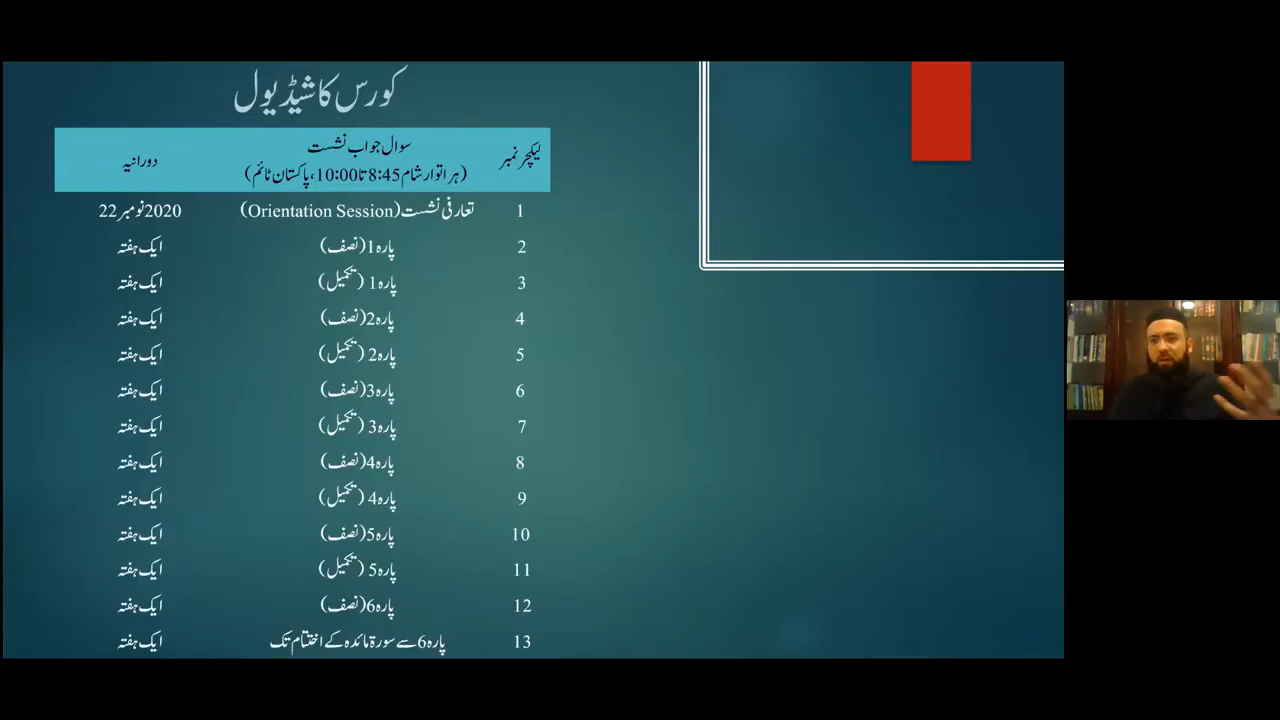 کورس کا شیڈیول
لیکچر نمبر سوال جواب نشست دورانیہ
(ہر اتوار شام 8:45 تا 10:00، پاکستان ٹائم)
1 تعارفی نشست (Orientation Session) 22 نومبر 2020
2 پارہ 1 (نصف) ایک ہفتہ
3 پارہ 1 (تکمیل) ایک ہفتہ
4 پارہ 2 (نصف) ایک ہفتہ
5 پارہ 2 (تکمیل) ایک ہفتہ
6 پارہ 3 (نصف) ایک ہفتہ
7 پارہ 3 (تکمیل) ایک ہفتہ
8 پارہ 4 (نصف) ایک ہفتہ
9 پارہ 4 (تکمیل) ایک ہفتہ
10 پارہ 5 (نصف) ایک ہفتہ
11 پارہ 5 (تکمیل) ایک ہفتہ
12 پارہ 6 (نصف) ایک ہفتہ
13 پارہ 6 سے سورۃ مائدہ کے اختتام تک ایک ہفتہ